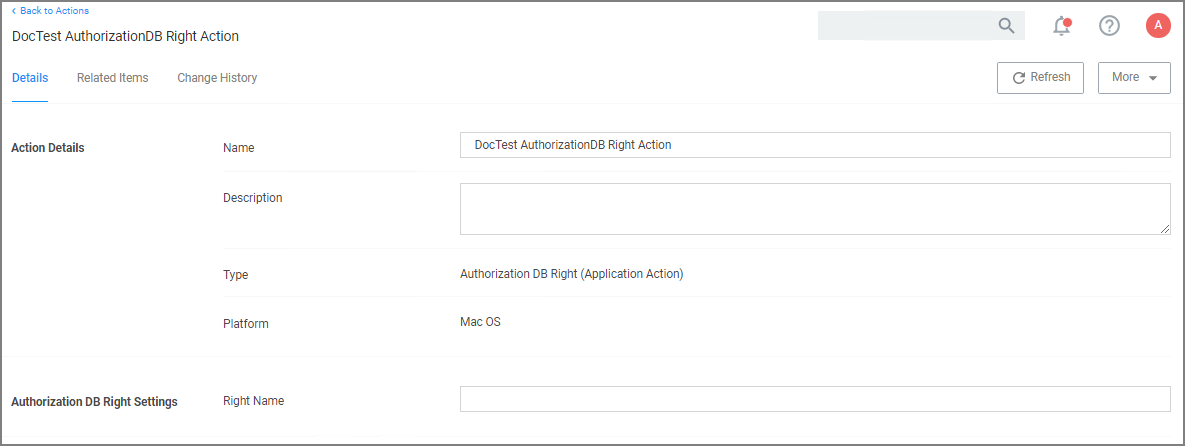 Back to Actions
DocTest AuthorizationDB Right Action
A
Details Related Items Change History
Refresh More
Action Details Name DocTest AuthorizationDB Right Action
Description
Type Authorization DB Right (Application Action)
Platform Mac OS
Authorization DB Right Settings Right Name